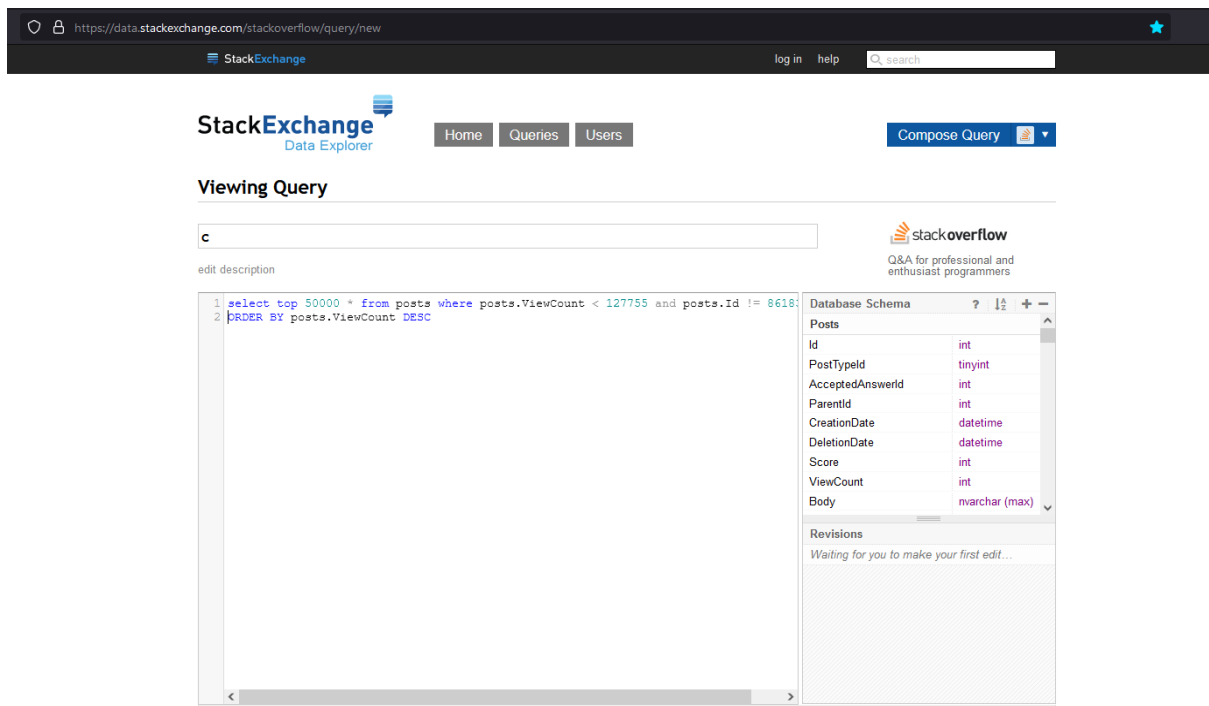 https://data.stackexchange.com/stackoverflow/query/new
StackExchange
log in help search
StackExchange
Data Explorer
Home Queries Users
Compose Query
Viewing Query
c
edit description
stackoverflow
Q&A for professional and
enthusiast programmers
1 select top 50000 * from posts where posts.ViewCount < 127755 and posts.Id != 8618
2 ORDER BY posts.ViewCount DESC
Database Schema ?
Posts
Id int
PostTypeId tinyint
AcceptedAnswerId int
ParentId int
CreationDate datetime
DeletionDate datetime
Score int
ViewCount int
Body nvarchar (max)
Revisions
Waiting for you to make your first edit…